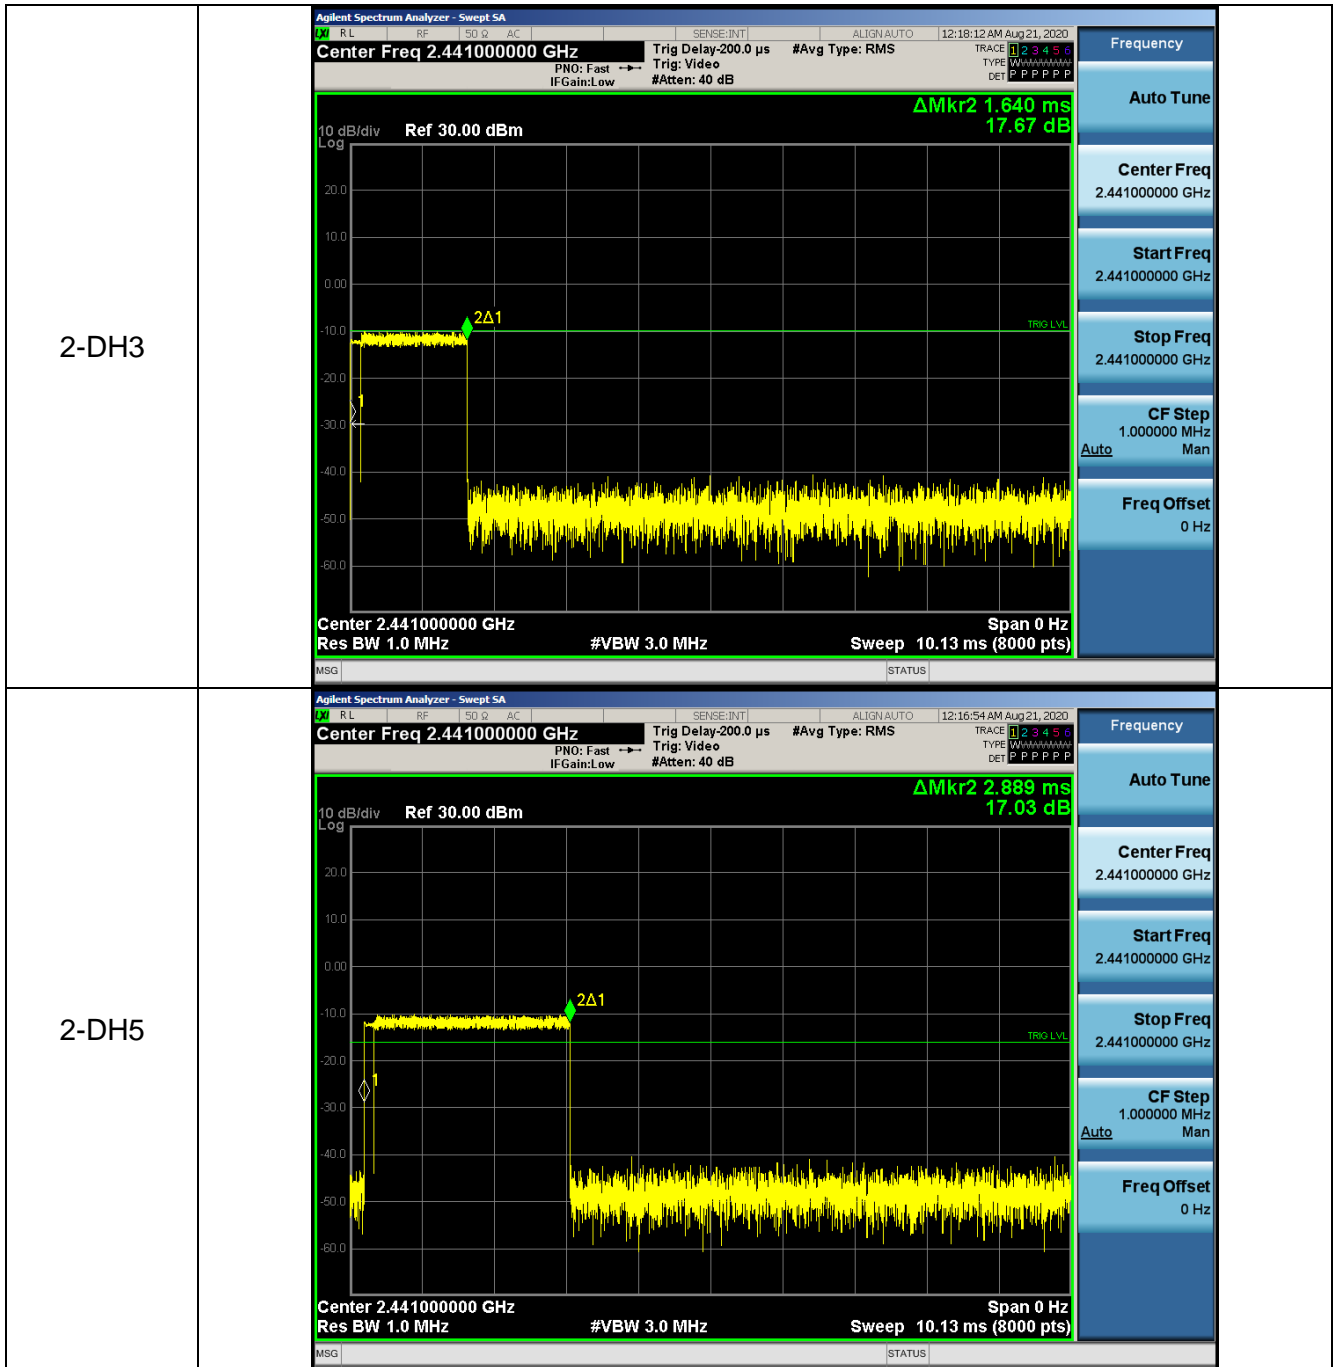 2-DH3
Agilent Spectrum Analyzer - Swept SA
LXI RL RF 50 Ω AC SENSE:INT ALIGN AUTO 12:18:12 AM Aug 21, 2020
Center Freq 2.441000000 GHz
PNO: Fast
IFGain:Low
Trig Delay-200.0 µs
Trig: Video
#Atten: 40 dB
#Avg Type: RMS
TRACE 1 2 3 4 5 6
TYPE WWWWWW
DET P P P P P P
ΔMkr2 1.640 ms
17.67 dB
10 dB/div Ref 30.00 dBm
Log
20.0
10.0
0.00
-10.0
-20.0
-30.0
-40.0
-50.0
-60.0
2Δ1
TRIG LVL
1
Center 2.441000000 GHz Span 0 Hz
Res BW 1.0 MHz #VBW 3.0 MHz Sweep 10.13 ms (8000 pts)
MSG STATUS
Frequency
Auto Tune
Center Freq
2.441000000 GHz
Start Freq
2.441000000 GHz
Stop Freq
2.441000000 GHz
CF Step
1.000000 MHz
Auto Man
Freq Offset
0 Hz
2-DH5
Agilent Spectrum Analyzer - Swept SA
LXI RL RF 50 Ω AC SENSE:INT ALIGN AUTO 12:16:54 AM Aug 21, 2020
Center Freq 2.441000000 GHz
PNO: Fast
IFGain:Low
Trig Delay-200.0 µs
Trig: Video
#Atten: 40 dB
#Avg Type: RMS
TRACE 1 2 3 4 5 6
TYPE WWWWWW
DET P P P P P P
ΔMkr2 2.889 ms
17.03 dB
10 dB/div Ref 30.00 dBm
Log
20.0
10.0
0.00
-10.0
-20.0
-30.0
-40.0
-50.0
-60.0
2Δ1
TRIG LVL
1
Center 2.441000000 GHz Span 0 Hz
Res BW 1.0 MHz #VBW 3.0 MHz Sweep 10.13 ms (8000 pts)
MSG STATUS
Frequency
Auto Tune
Center Freq
2.441000000 GHz
Start Freq
2.441000000 GHz
Stop Freq
2.441000000 GHz
CF Step
1.000000 MHz
Auto Man
Freq Offset
0 Hz